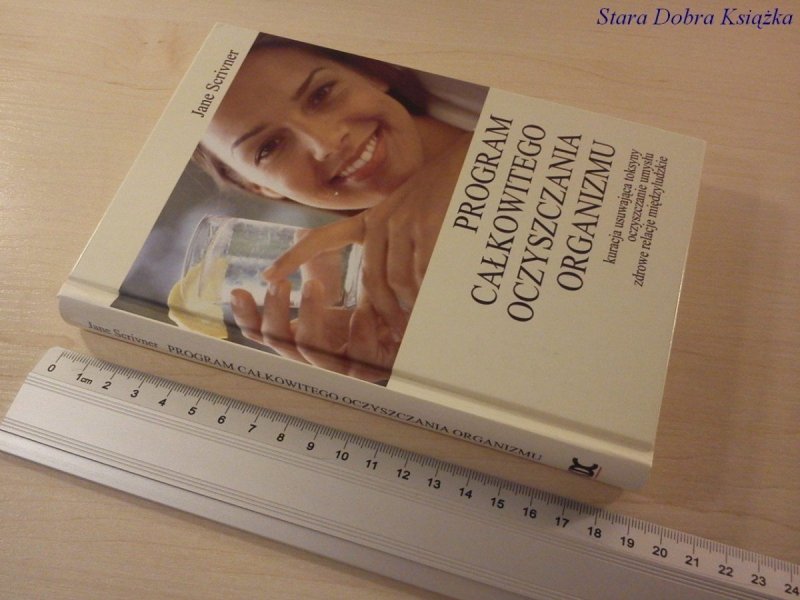 Stara Dobra Książka
Jane Scrivner
PROGRAM
CAŁKOWITEGO
OCZYSZCZANIA
ORGANIZMU
kuracja usuwająca toksyny
oczyszczanie umysłu
zdrowe relacje międzyludzkie
Jane Scrivner PROGRAM CAŁKOWITEGO OCZYSZCZANIA ORGANIZMU
0 1cm 2 3 4 5 6 7 8 9 10 11 12 13 14 15 16 17 18 19 20 21 22 23 24